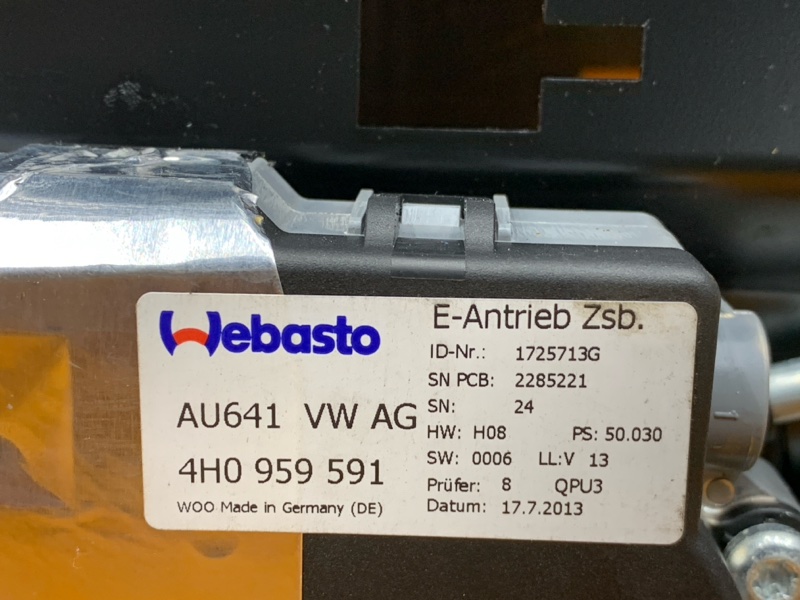 Webasto
AU641 VW AG
4H0 959 591
WOO Made in Germany (DE)
E-Antrieb Zsb.
ID-Nr.: 1725713G
SN PCB: 2285221
SN: 24
HW: H08 PS: 50.030
SW: 0006 LL:V 13
Prüfer: 8 QPU3
Datum: 17.7.2013
1